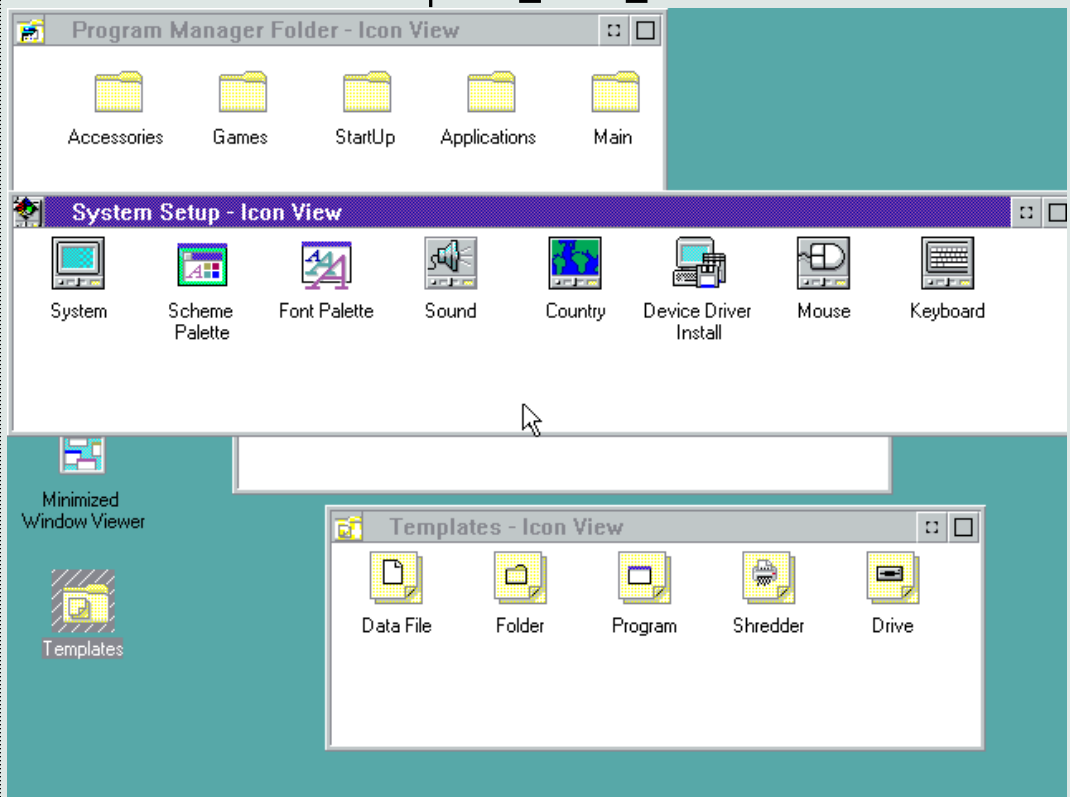 Program Manager Folder - Icon View
Accessories Games StartUp Applications Main
System Setup - Icon View
System Scheme Palette Font Palette Sound Country Device Driver Install Mouse Keyboard
Minimized
Window Viewer
Templates - Icon View
Data File Folder Program Shredder Drive
Templates